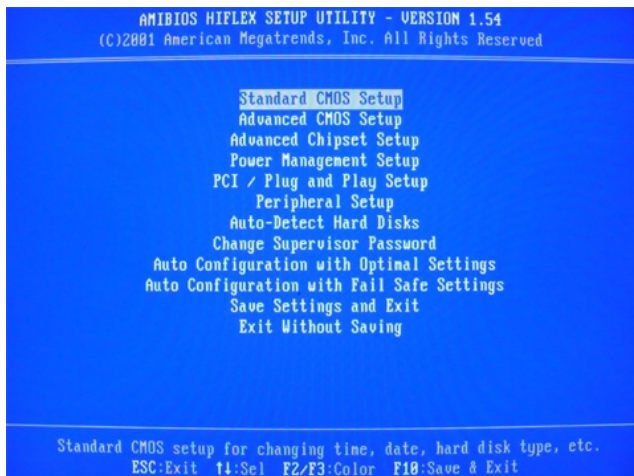 AMIBIOS HIFLEX SETUP UTILITY - VERSION 1.54
(C)2001 American Megatrends, Inc. All Rights Reserved
Standard CMOS Setup
Advanced CMOS Setup
Advanced Chipset Setup
Power Management Setup
PCI / Plug and Play Setup
Peripheral Setup
Auto-Detect Hard Disks
Change Supervisor Password
Auto Configuration with Optimal Settings
Auto Configuration with Fail Safe Settings
Save Settings and Exit
Exit Without Saving
Standard CMOS setup for changing time, date, hard disk type, etc.
ESC:Exit ↑↓:Sel F2/F3:Color F10:Save & Exit